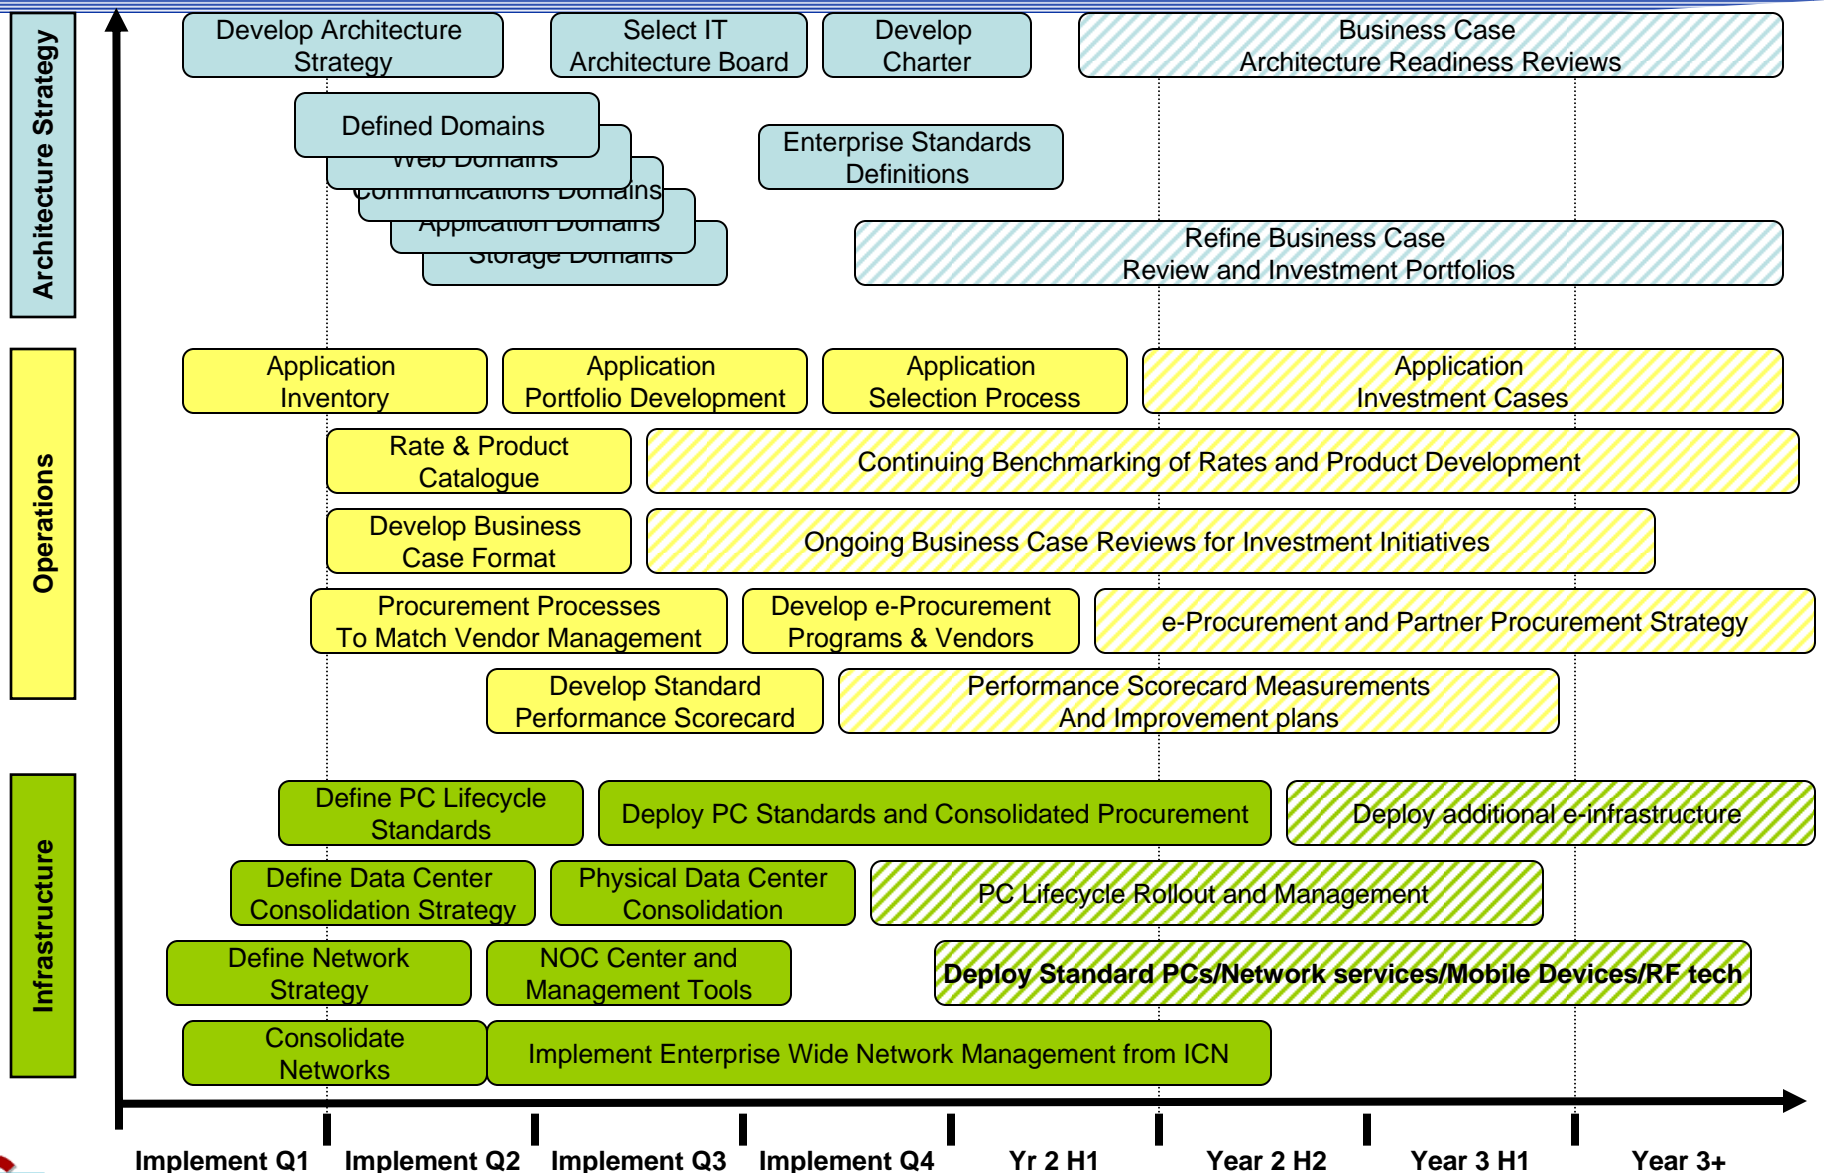 Architecture Strategy
Develop Architecture
Strategy
Select IT
Architecture Board
Develop
Charter
Business Case
Architecture Readiness Reviews
Defined Domains
Web Domains
Communications Domains
Application Domains
Storage Domains
Enterprise Standards
Definitions
Refine Business Case
Review and Investment Portfolios
Operations
Application
Inventory
Application
Portfolio Development
Application
Selection Process
Application
Investment Cases
Rate & Product
Catalogue
Continuing Benchmarking of Rates and Product Development
Develop Business
Case Format
Ongoing Business Case Reviews for Investment Initiatives
Procurement Processes
To Match Vendor Management
Develop e-Procurement
Programs & Vendors
e-Procurement and Partner Procurement Strategy
Develop Standard
Performance Scorecard
Performance Scorecard Measurements
And Improvement plans
Infrastructure
Define PC Lifecycle
Standards
Deploy PC Standards and Consolidated Procurement
Deploy additional e-infrastructure
Define Data Center
Consolidation Strategy
Physical Data Center
Consolidation
PC Lifecycle Rollout and Management
Define Network
Strategy
NOC Center and
Management Tools
Deploy Standard PCs/Network services/Mobile Devices/RF tech
Consolidate
Networks
Implement Enterprise Wide Network Management from ICN
Implement Q1
Implement Q2
Implement Q3
Implement Q4
Yr 2 H1
Year 2 H2
Year 3 H1
Year 3+